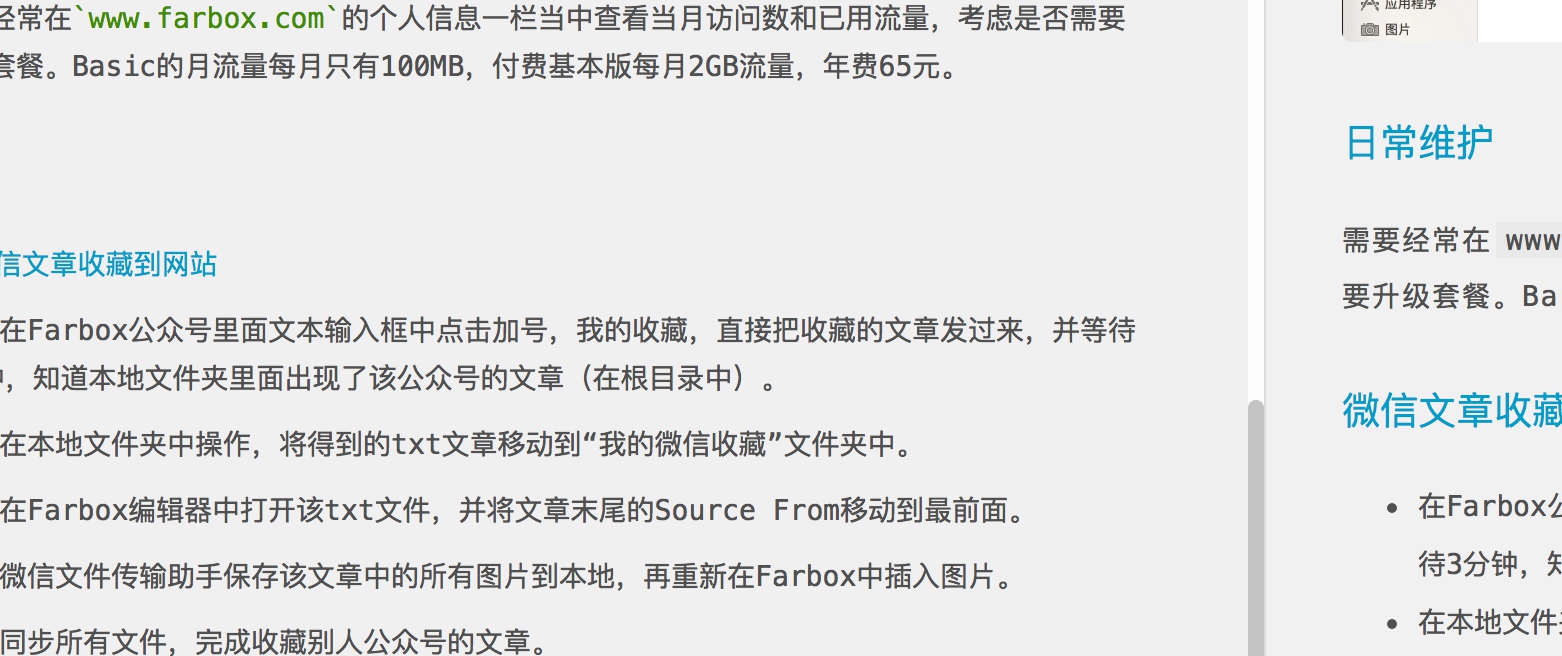 经常在`www.farbox.com`的个人信息一栏当中查看当月访问数和已用流量，考虑是否需要
套餐。Basic的月流量每月只有100MB，付费基本版每月2GB流量，年费65元。
信文章收藏到网站
在Farbox公众号里面文本输入框中点击加号，我的收藏，直接把收藏的文章发过来，并等待
，知道本地文件夹里面出现了该公众号的文章（在根目录中）。
在本地文件夹中操作，将得到的txt文章移动到“我的微信收藏”文件夹中。
在Farbox编辑器中打开该txt文件，并将文章末尾的Source From移动到最前面。
微信文件传输助手保存该文章中的所有图片到本地，再重新在Farbox中插入图片。
同步所有文件，完成收藏别人公众号的文章。
应用程序
图片
日常维护
需要经常在 www
要升级套餐。Ba
微信文章收藏
在Farbox公
待3分钟，知
在本地文件夹